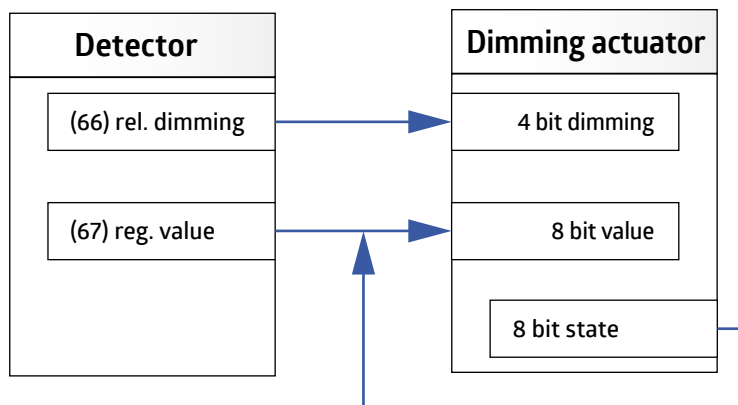 Detector
(66) rel. dimming
(67) reg. value
Dimming actuator
4 bit dimming
8 bit value
8 bit state